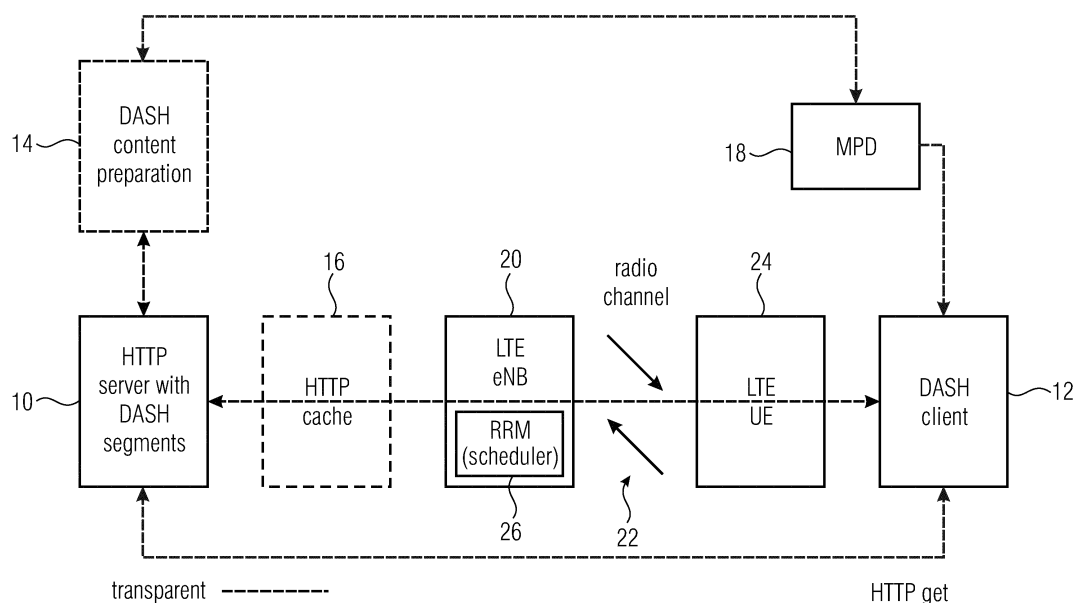 DASH
content
preparation
14
MPD
18
16
20
radio
channel
24
HTTP
server with
DASH
segments
10
HTTP
cache
LTE
eNB
RRM
(scheduler)
26
22
LTE
UE
DASH
client
12
transparent
HTTP get